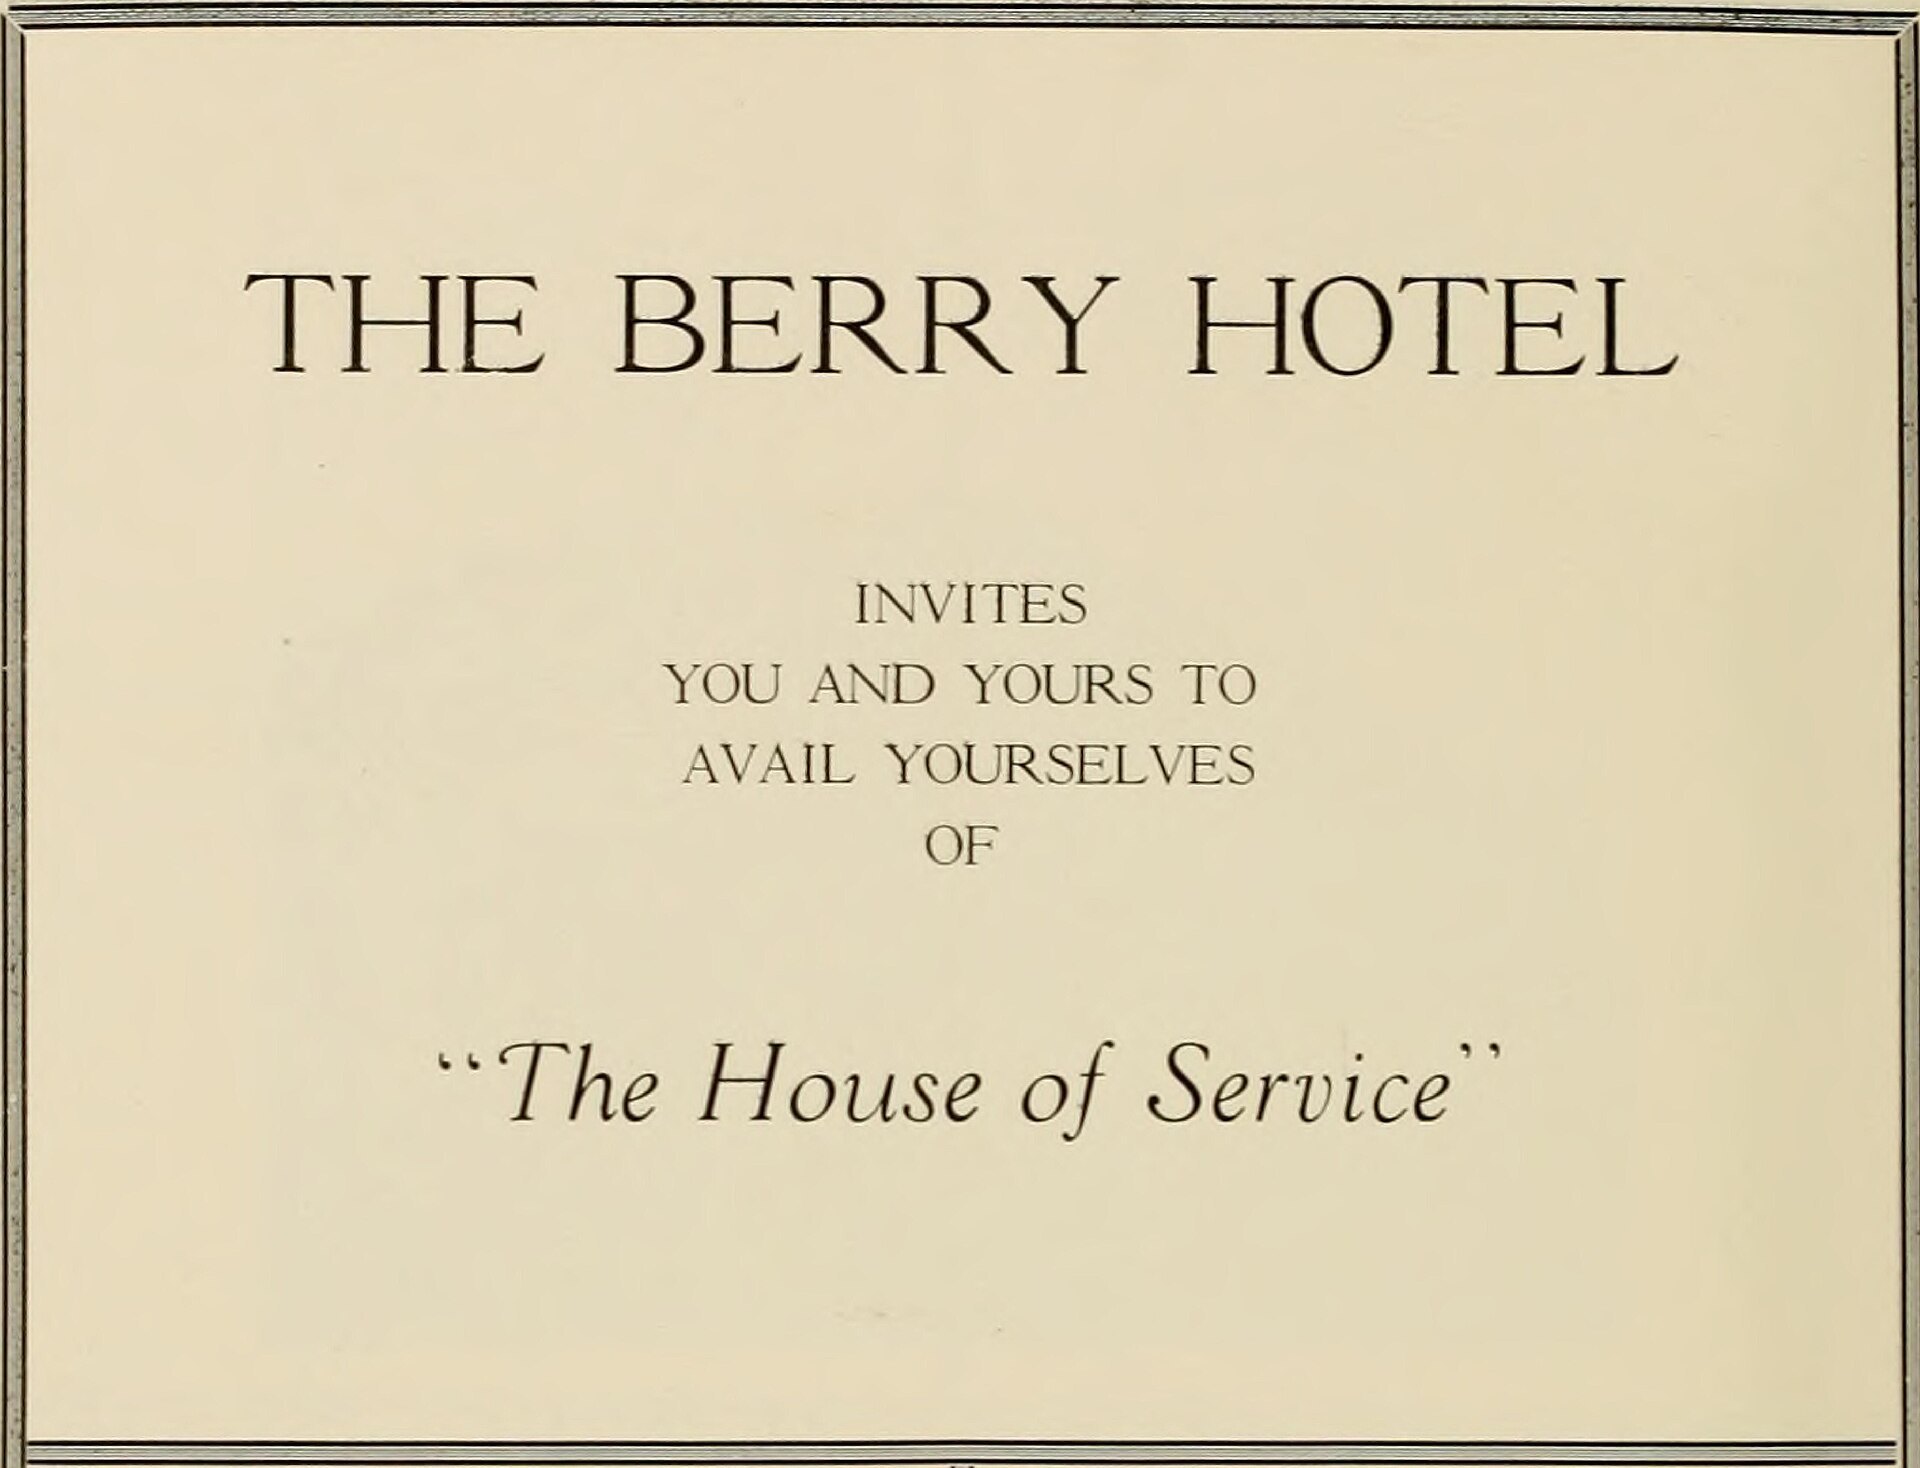 THE BERRY HOTEL
INVITES
YOU AND YOURS TO
AVAIL YOURSELVES
OF
“The House of Service”